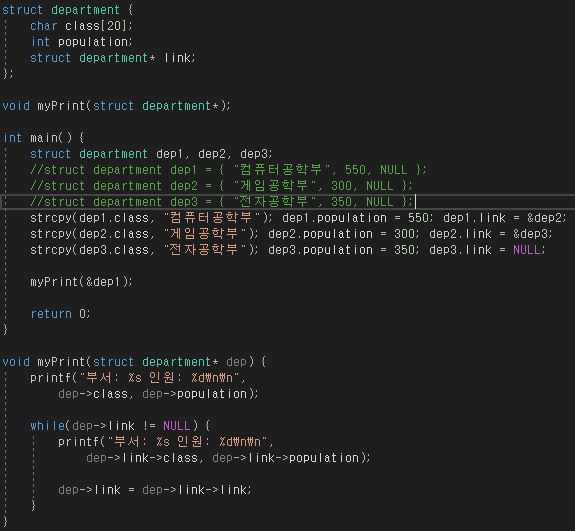 struct department {
    char class[20];
    int population;
    struct department* link;
};

void myPrint(struct department*);

int main() {
    struct department dep1, dep2, dep3;
    //struct department dep1 = { "컴퓨터공학부", 550, NULL };
    //struct department dep2 = { "게임공학부", 300, NULL };
    //struct department dep3 = { "전자공학부", 350, NULL };
    strcpy(dep1.class, "컴퓨터공학부"); dep1.population = 550; dep1.link = &dep2;
    strcpy(dep2.class, "게임공학부"); dep2.population = 300; dep2.link = &dep3;
    strcpy(dep3.class, "전자공학부"); dep3.population = 350; dep3.link = NULL;

    myPrint(&dep1);

    return 0;
}

void myPrint(struct department* dep) {
    printf("부서: %s 인원: %d₩n₩n",
        dep->class, dep->population);

    while(dep->link != NULL) {
        printf("부서: %s 인원: %d₩n₩n",
            dep->link->class, dep->link->population);

        dep->link = dep->link->link;
    }
}